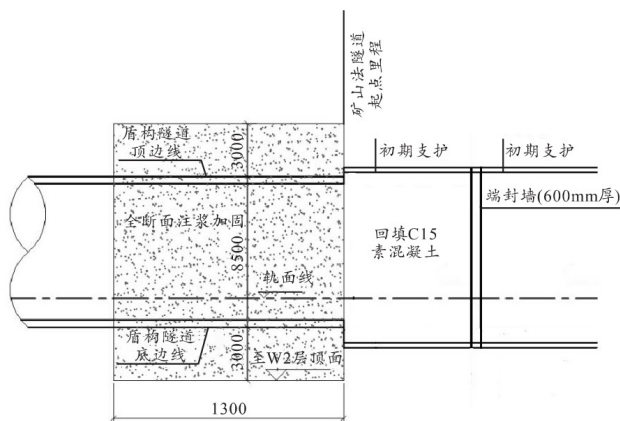 矿山法隧道
起点里程
盾构隧道
顶边线
3000
初期支护
初期支护
端封墙(600mm厚)
全断面注浆加固
8500
回填C15
素混凝土
轨面线
盾构隧道
底边线
3000
至W2层顶面
1300